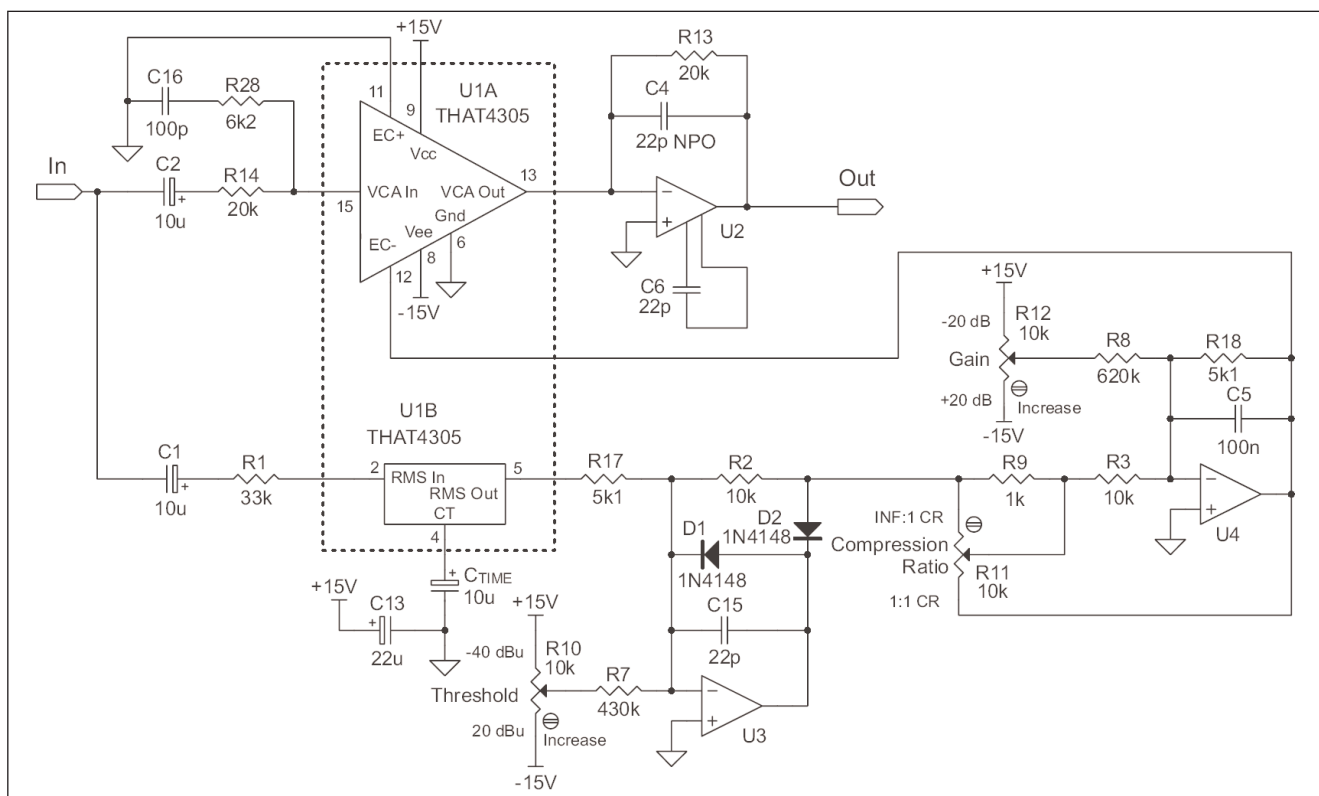 +15V
R13
20k
C16
100p
R28
6k2
11
EC+
9
Vcc
U1A
THAT4305
C4
22p NPO
In
C2
+
10u
R14
20k
VCA In
15
VCA Out
13
Gnd
6
Vee
8
EC-
12
-15V
−
+
U2
Out
C6
22p
+15V
-20 dB
R12
10k
Gain
+20 dB
Increase
-15V
R8
620k
R18
5k1
C5
100n
U1B
THAT4305
C1
+
10u
R1
33k
2
RMS In
RMS Out
5
CT
4
R17
5k1
R2
10k
R9
1k
R3
10k
−
+
U4
D1
1N4148
D2
1N4148
INF:1 CR
Compression
Ratio
R11
10k
1:1 CR
+
CTIME
10u
+15V
C13
+
22u
C15
22p
+15V
-40 dBu
R10
10k
Threshold
20 dBu
Increase
-15V
R7
430k
−
+
U3